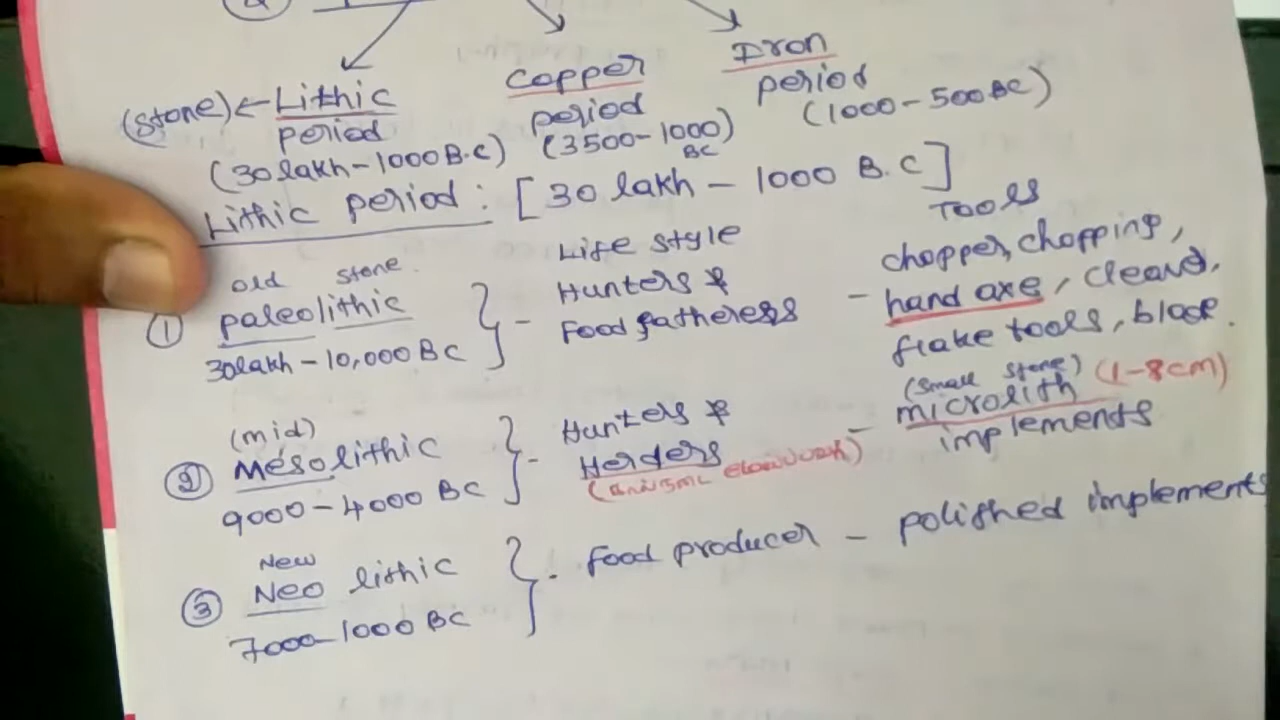 (stone) ← Lithic period
(30 lakh - 1000 B.C)
Copper period
(3500 - 1000 BC)
Iron period
(1000 - 500 BC)
Lithic period : [30 lakh - 1000 B.C]
Life style
Tools
old stone
① paleolithic
30 lakh - 10,000 BC
} - Hunters &
Food
- chopper, chopping,
hand axe,
flake tools,
(mid)
② Mesolithic
9000 - 4000 BC
} - Hunters &
Herders
(small stone) (1-8cm)
- microlith
implements
New
③ Neo lithic
7000-1000 BC
} - food producer - polished implements